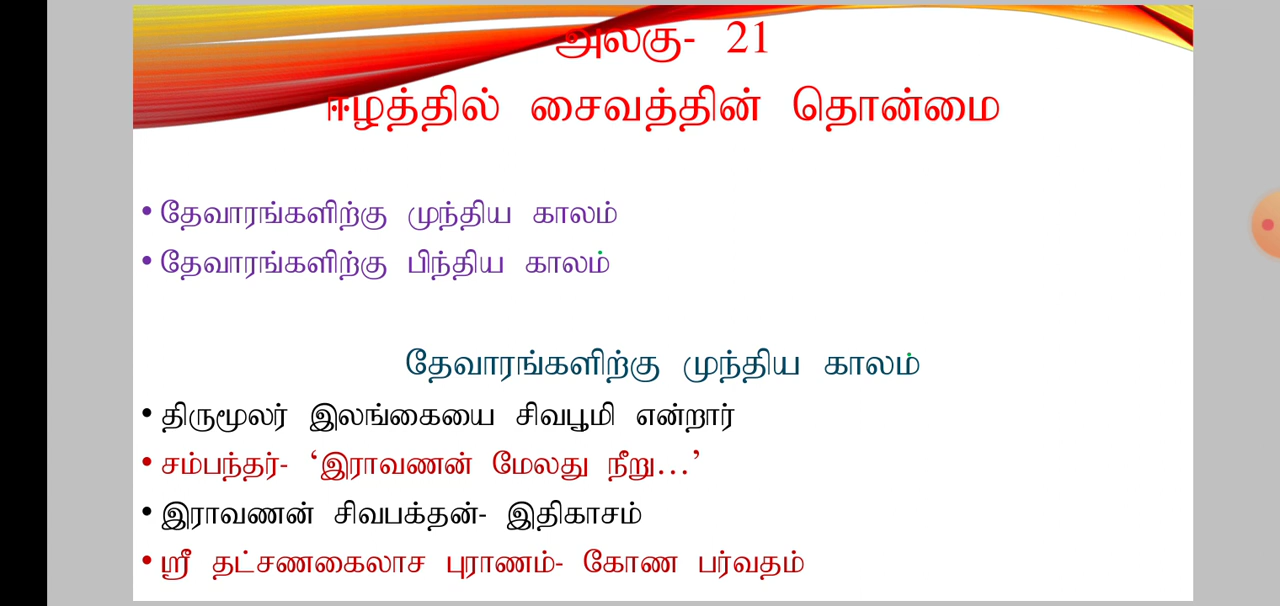 அலகு- 21
ஈழத்தில் சைவத்தின் தொன்மை
• தேவாரங்களிற்கு முந்திய காலம்
• தேவாரங்களிற்கு பிந்திய காலம்
தேவாரங்களிற்கு முந்திய காலம்
• திருமூலர் இலங்கையை சிவபூமி என்றார்
• சம்பந்தர்- ‘இராவணன் மேலது நீறு…’
• இராவணன் சிவபக்தன்- இதிகாசம்
• ஸ்ரீ தட்சணகைலாச புராணம்- கோண பர்வதம்